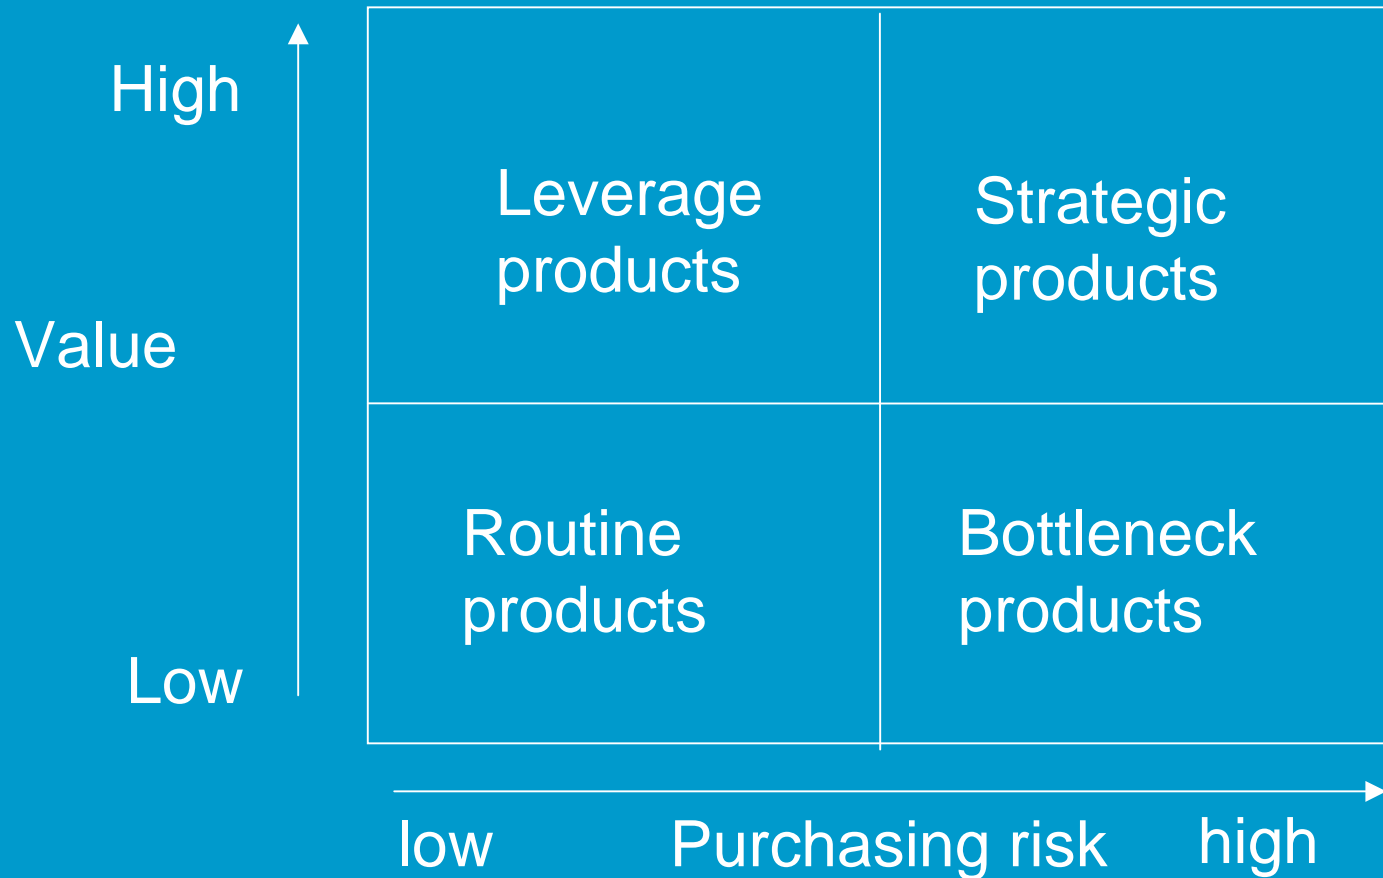 High
Leverage
products
Strategic
products
Value
Routine
products
Bottleneck
products
Low
low
Purchasing risk
high